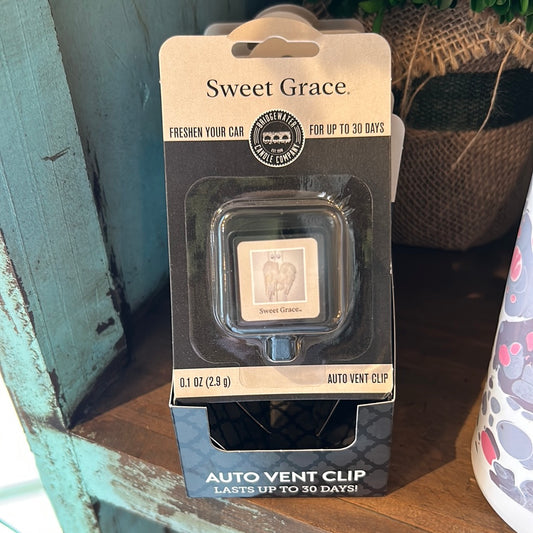 Sweet Grace®
FRESHEN YOUR CAR
BRIDGEWATER
CANDLE COMPANY
FOR UP TO 30 DAYS
Sweet Grace™
0.1 OZ (2.9 g)
AUTO VENT CLIP
AUTO VENT CLIP
LASTS UP TO 30 DAYS!